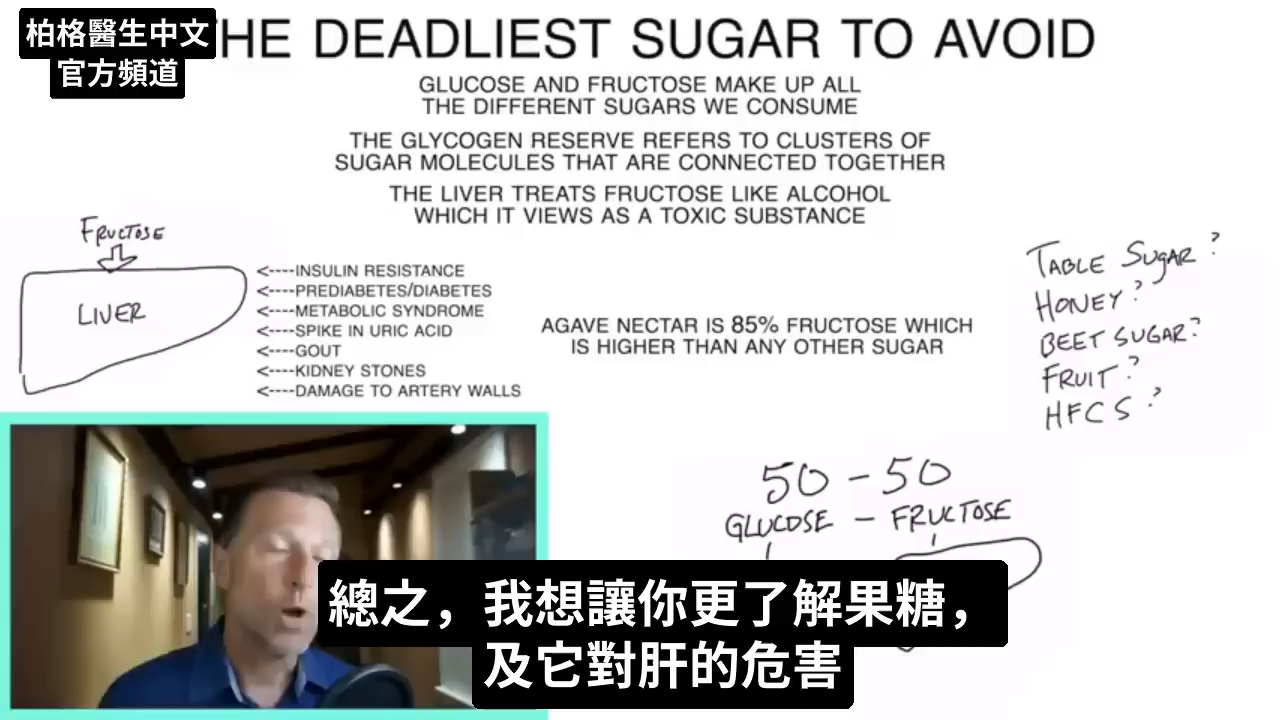 柏格醫生中文
官方頻道
THE DEADLIEST SUGAR TO AVOID
GLUCOSE AND FRUCTOSE MAKE UP ALL
THE DIFFERENT SUGARS WE CONSUME
THE GLYCOGEN RESERVE REFERS TO CLUSTERS OF
SUGAR MOLECULES THAT ARE CONNECTED TOGETHER
THE LIVER TREATS FRUCTOSE LIKE ALCOHOL
WHICH IT VIEWS AS A TOXIC SUBSTANCE
FRUCTOSE
LIVER
<----INSULIN RESISTANCE
<----PREDIABETES/DIABETES
<----METABOLIC SYNDROME
<----SPIKE IN URIC ACID
<----GOUT
<----KIDNEY STONES
<----DAMAGE TO ARTERY WALLS
AGAVE NECTAR IS 85% FRUCTOSE WHICH
IS HIGHER THAN ANY OTHER SUGAR
TABLE SUGAR?
HONEY?
BEET SUGAR?
FRUIT?
HFCS?
50 - 50
GLUCOSE - FRUCTOSE
總之，我想讓你更了解果糖，
及它對肝的危害